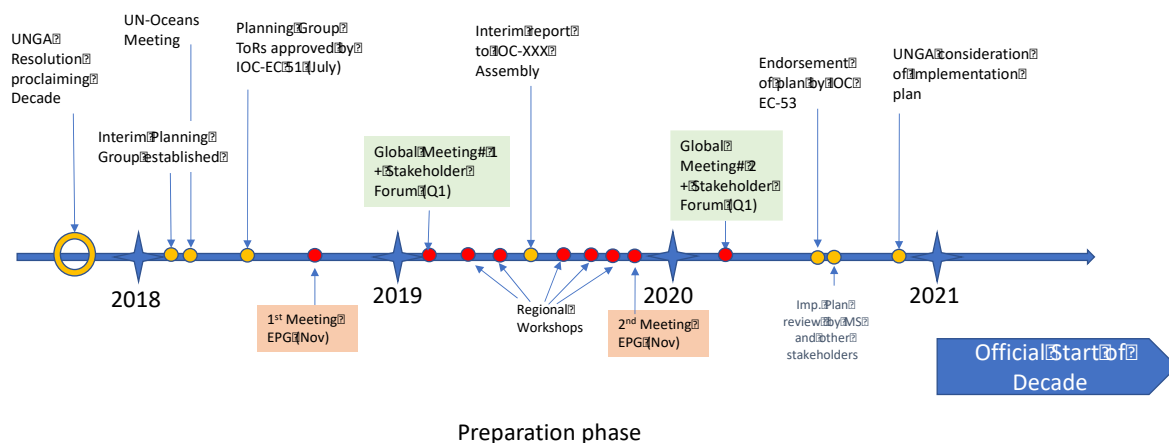 UNGA
Resolution
proclaiming
Decade
UN-Oceans
Meeting
Interim Planning
Group established
Planning Group
ToRs approved by
IOC-EC 51 (July)
Global Meeting# 1
+ Stakeholder
Forum (Q1)
Interim report
to IOC-XXX
Assembly
Global
Meeting# 2
+ Stakeholder
Forum (Q1)
Endorsement
of plan by IOC
EC-53
UNGA consideration
of Implementation
plan
2018
2019
2020
2021
1st Meeting
EPG (Nov)
Regional
Workshops
2nd Meeting
EPG (Nov)
Imp. Plan
review by MS
and other
stakeholders
Official Start of
Decade
Preparation phase